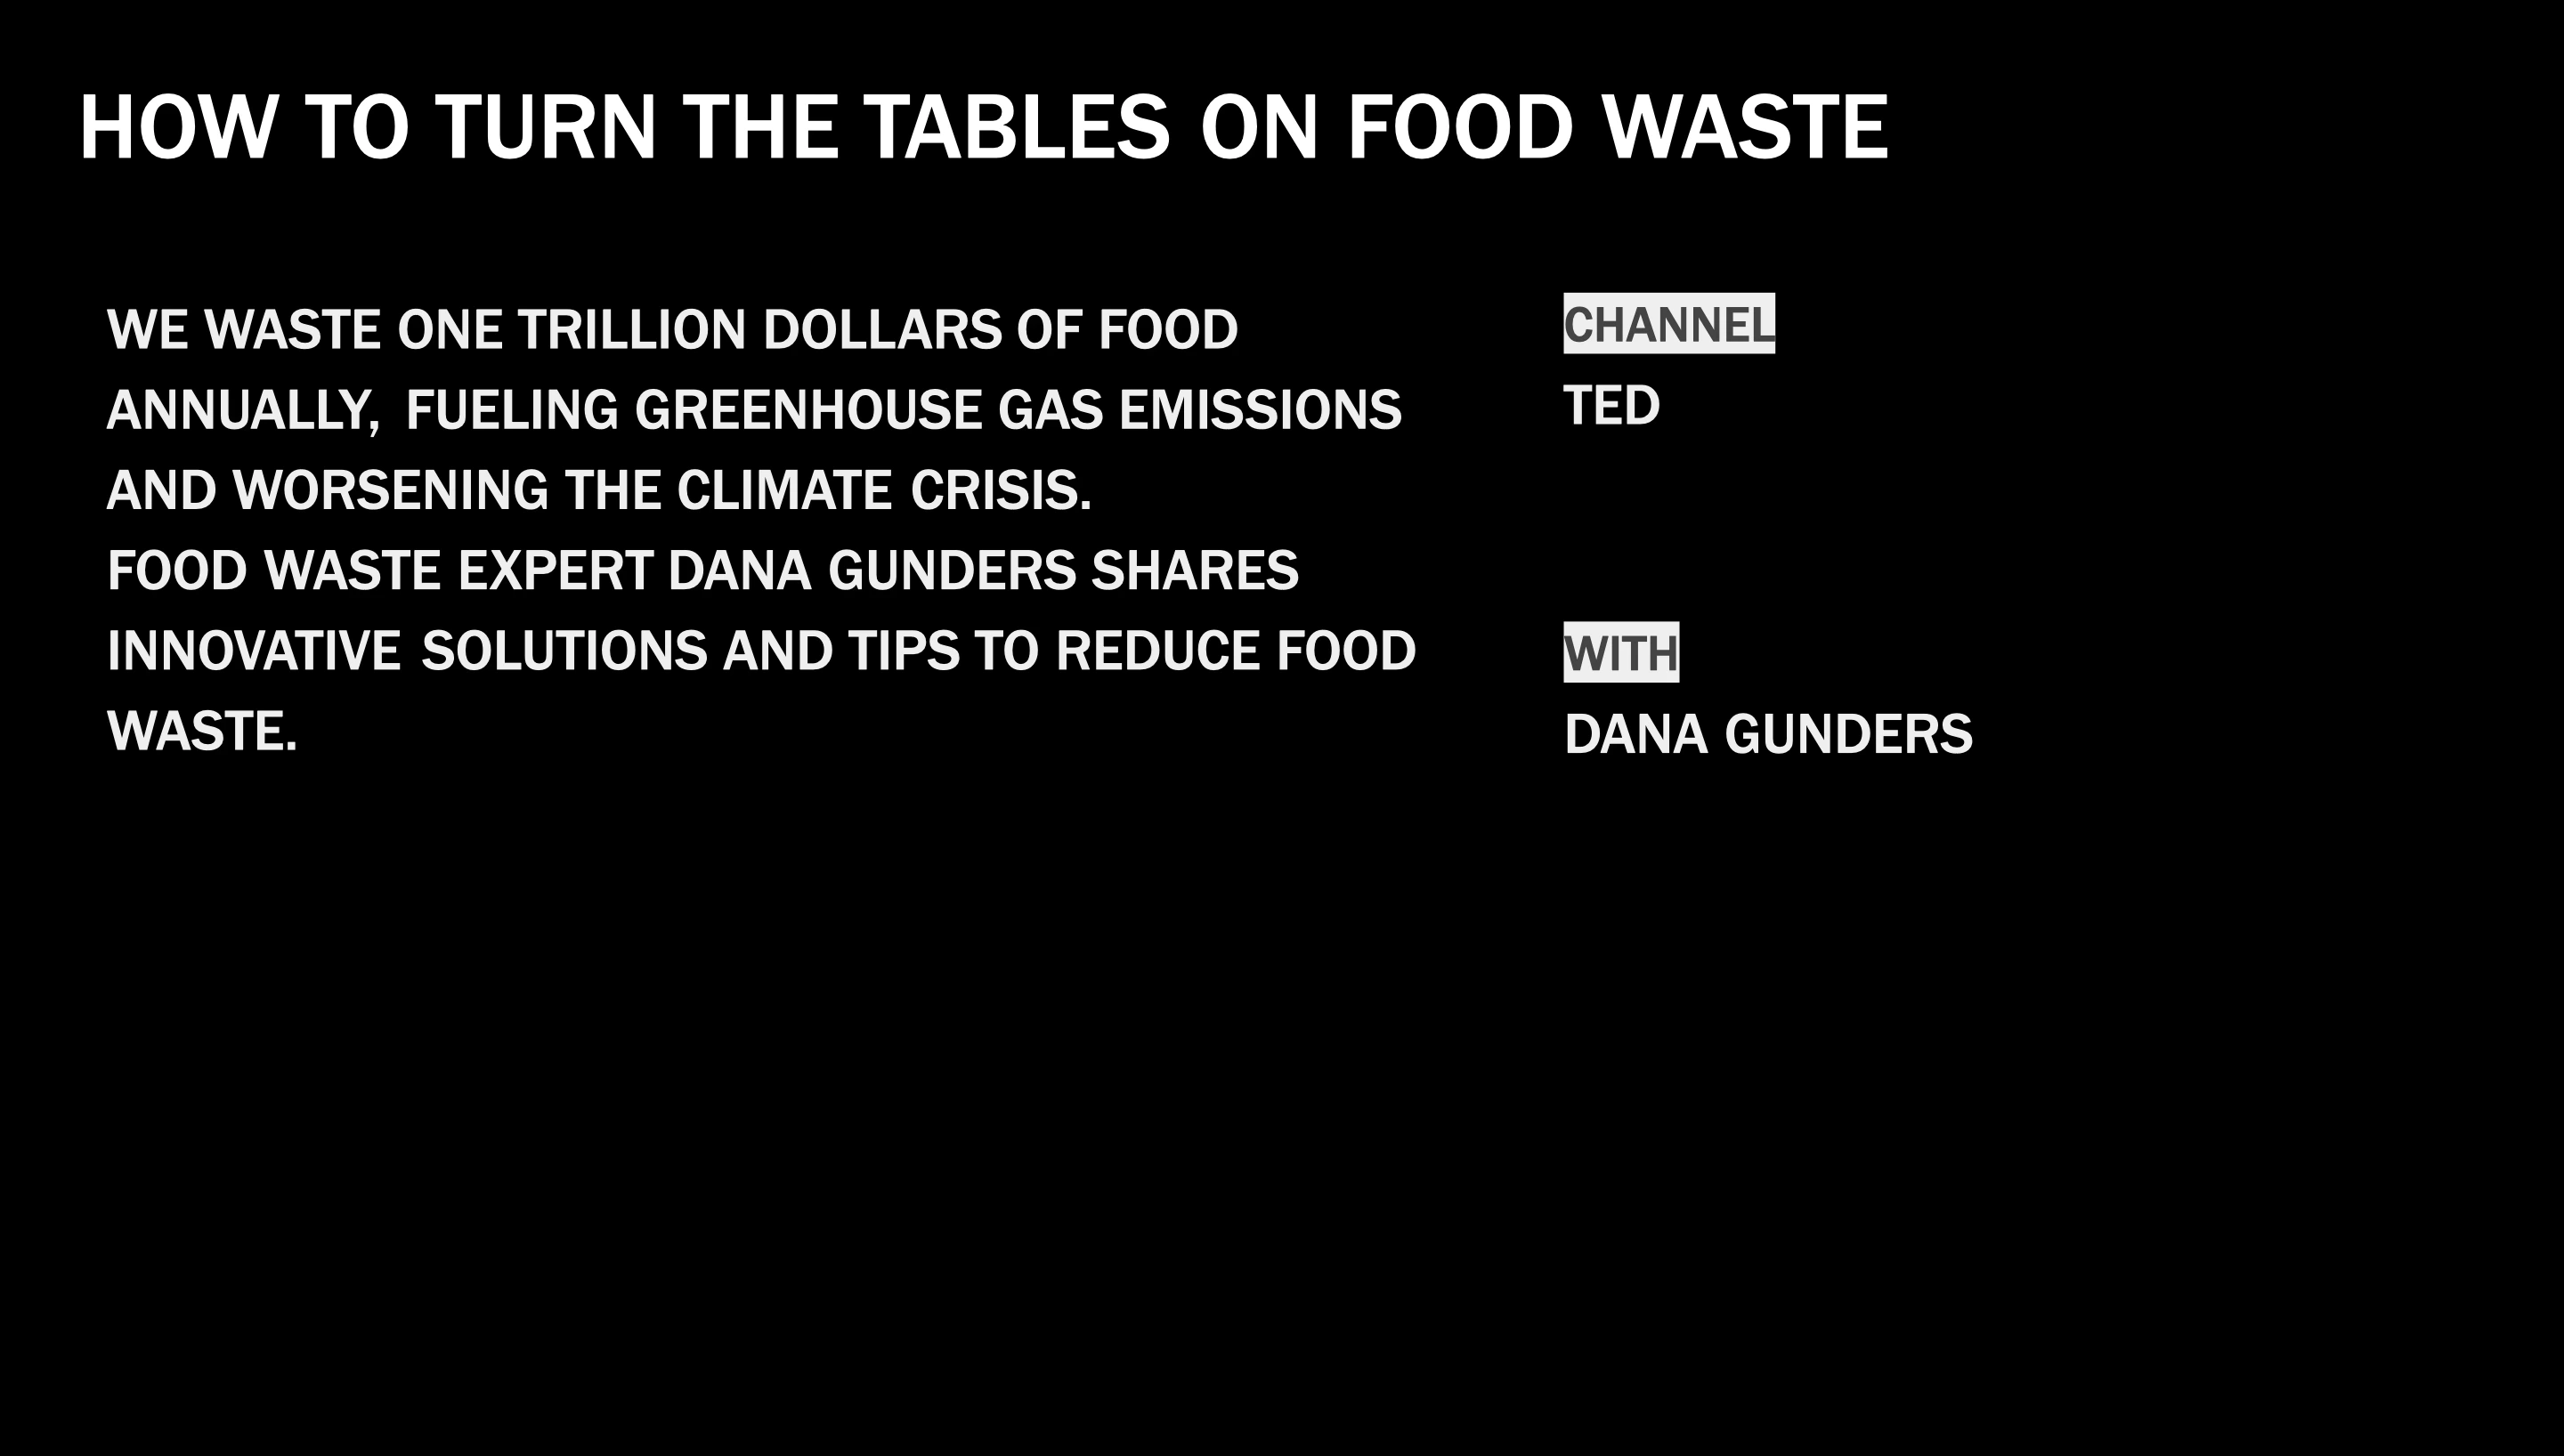 HOW TO TURN THE TABLES ON FOOD WASTE
WE WASTE ONE TRILLION DOLLARS OF FOOD
ANNUALLY, FUELING GREENHOUSE GAS EMISSIONS
AND WORSENING THE CLIMATE CRISIS.
FOOD WASTE EXPERT DANA GUNDERS SHARES
INNOVATIVE SOLUTIONS AND TIPS TO REDUCE FOOD
WASTE.
CHANNEL
TED
WITH
DANA GUNDERS